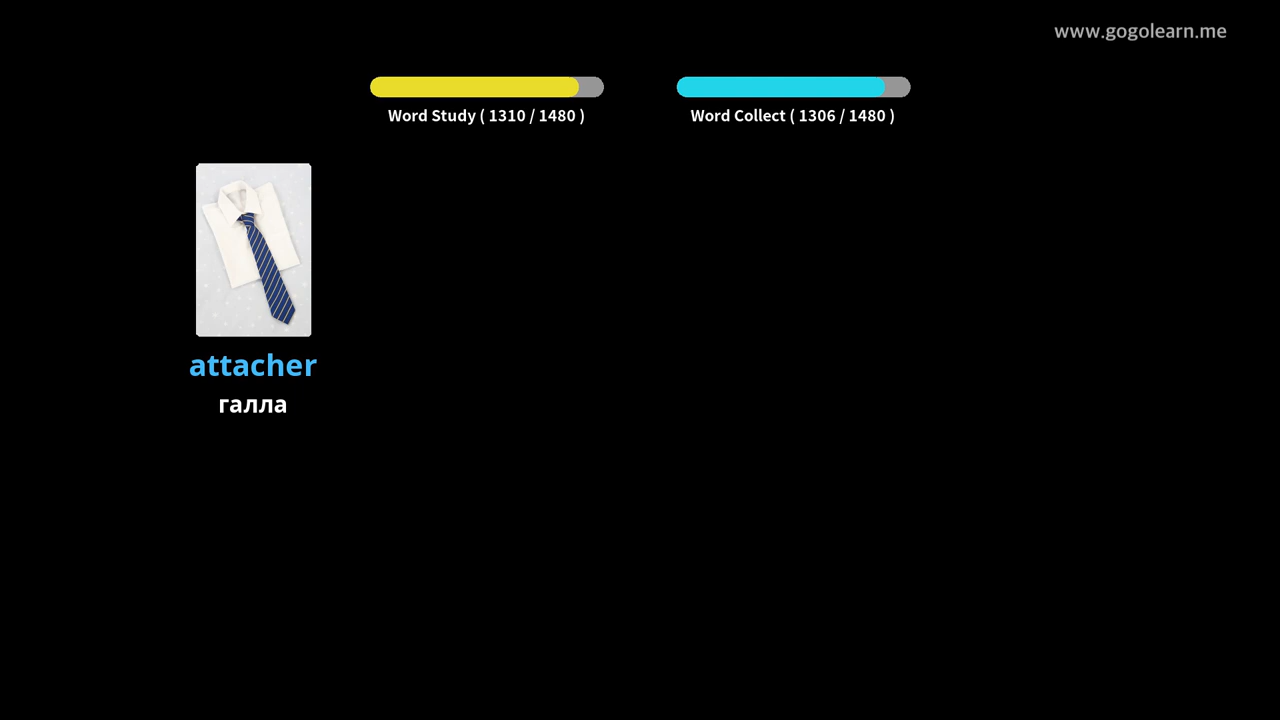 www.gogolearn.me
Word Study ( 1310 / 1480 )
Word Collect ( 1306 / 1480 )
attacher
галла